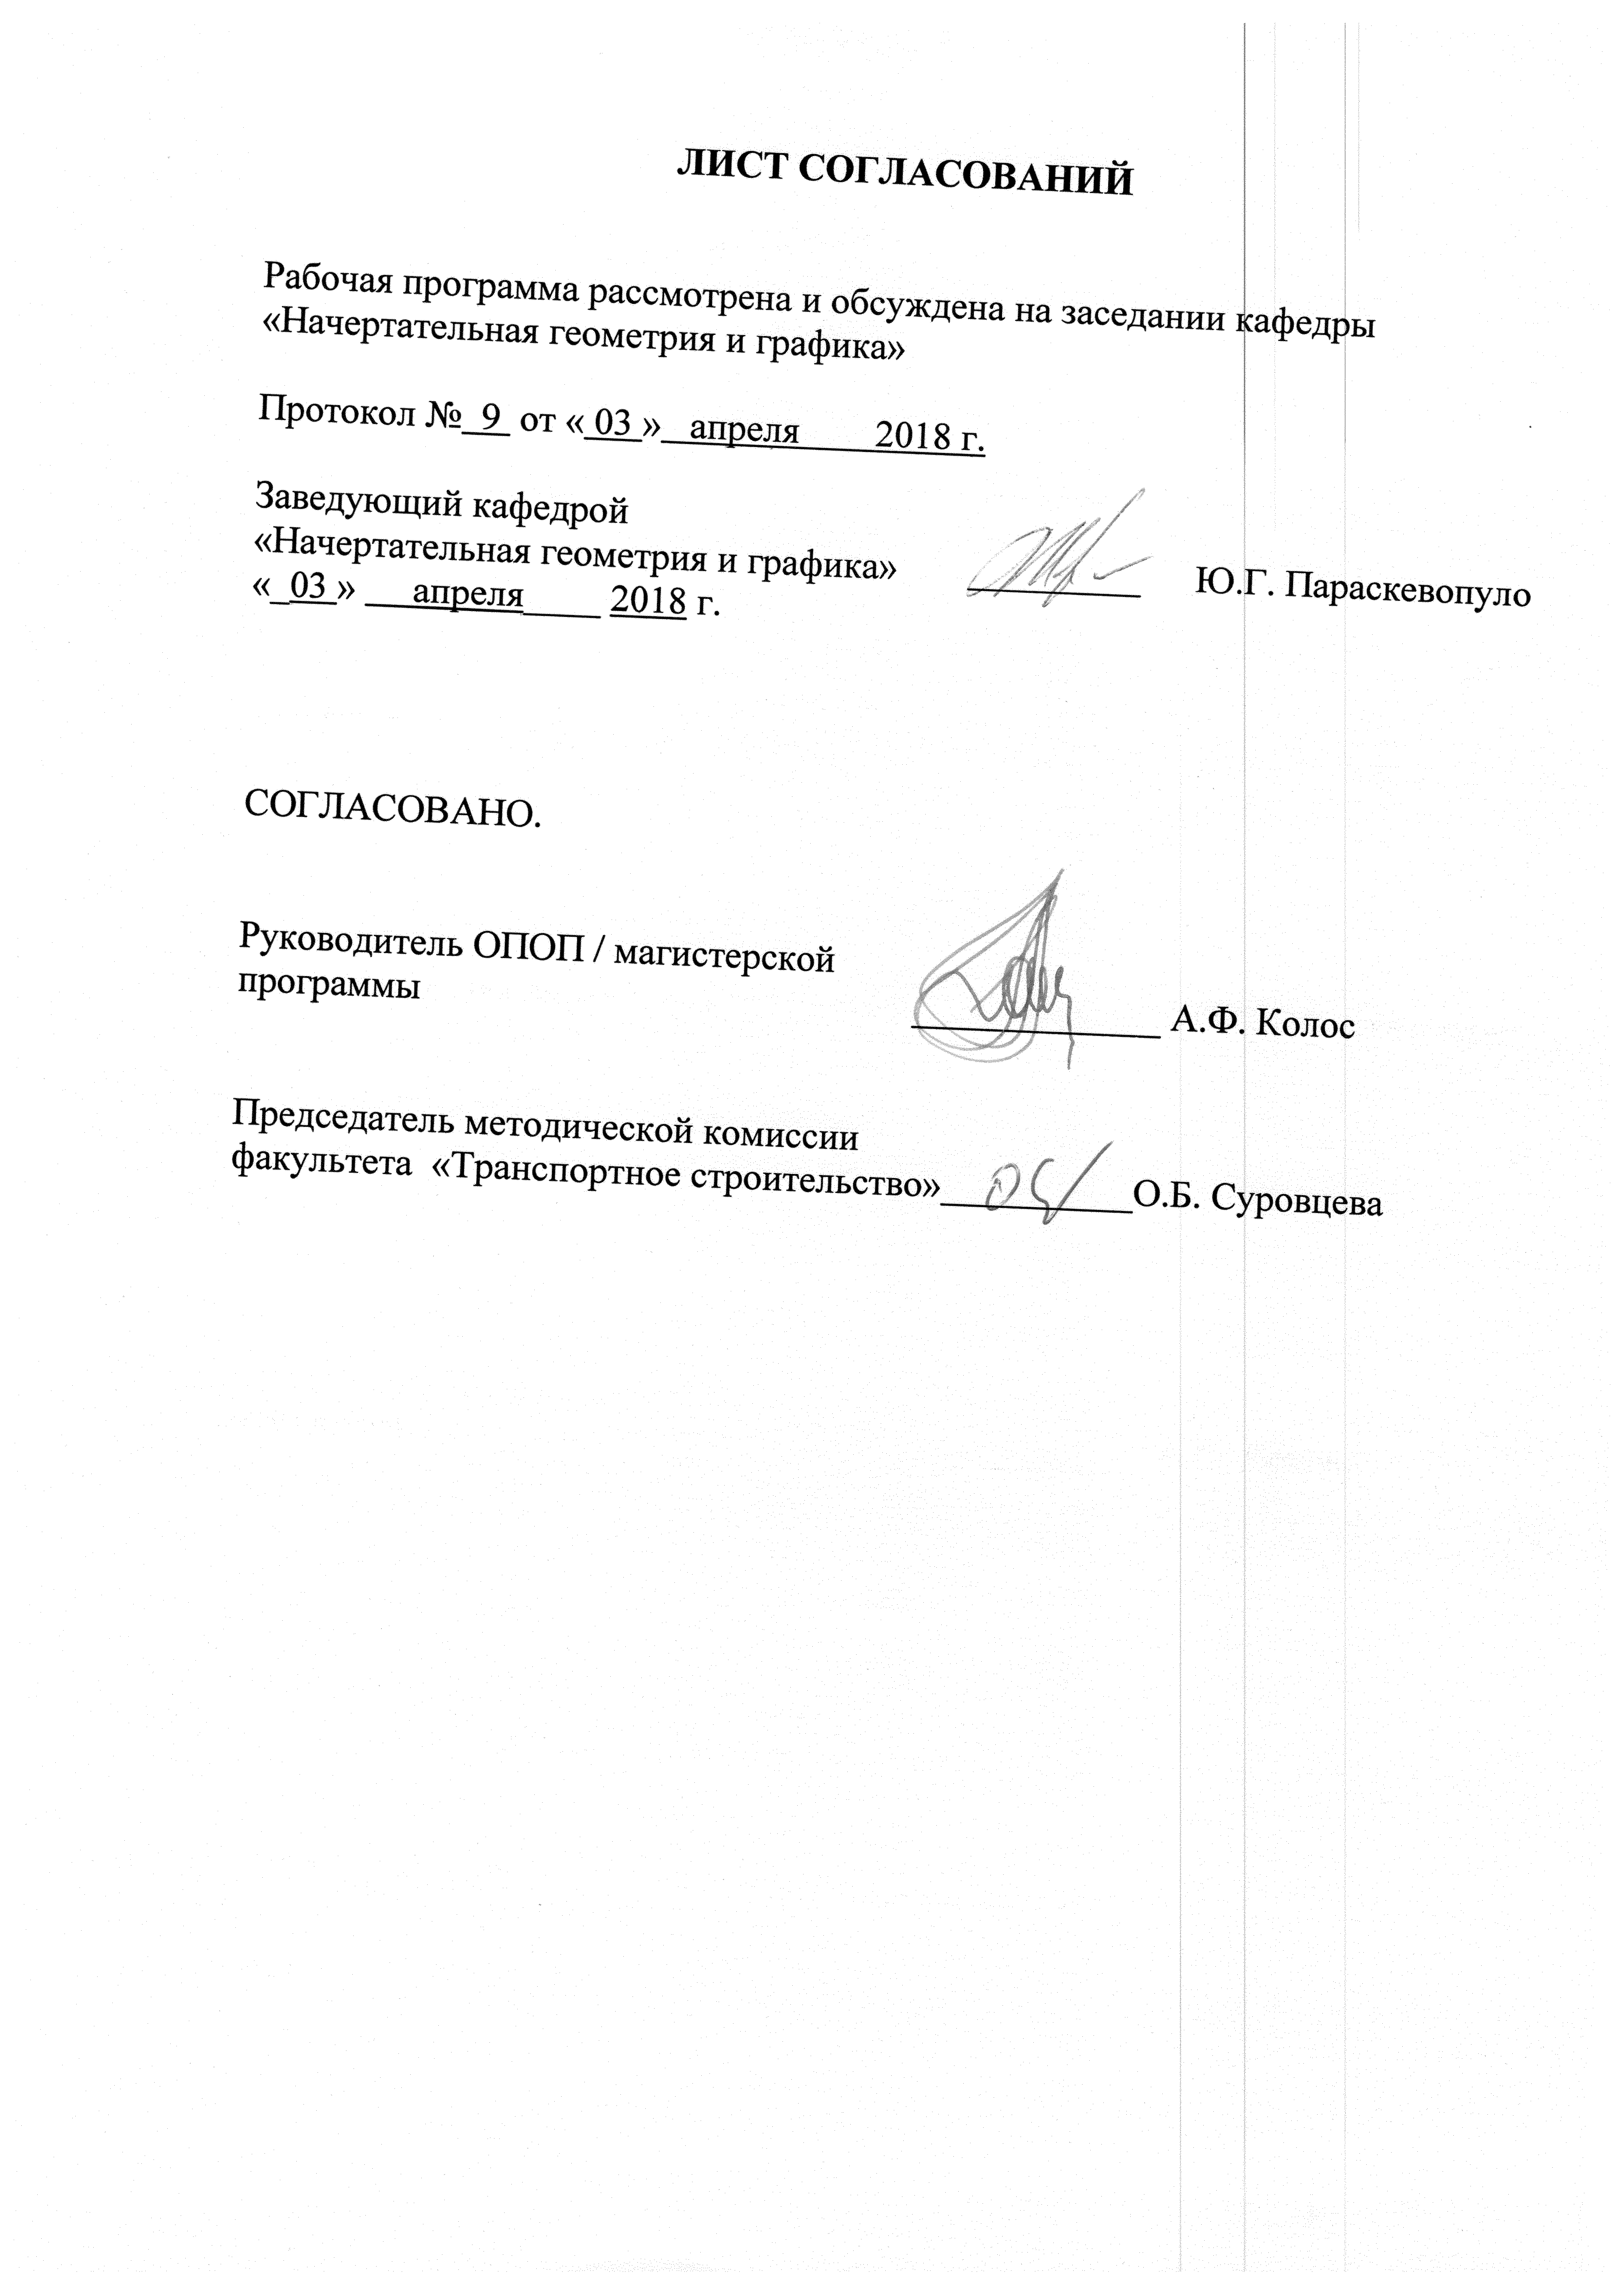 ЛИСТ СОГЛАСОВАНИЙ
Рабочая программа рассмотрена и обсуждена на заседании кафедры
«Начертательная геометрия и графика»
Протокол № 9 от « 03 » апреля 2018 г.
Заведующий кафедрой
«Начертательная геометрия и графика»
« 03 » апреля 2018 г. Ю.Г. Параскевопуло
СОГЛАСОВАНО.
Руководитель ОПОП / магистерской
программы
А.Ф. Колос
Председатель методической комиссии
факультета «Транспортное строительство» О.Б. Суровцева